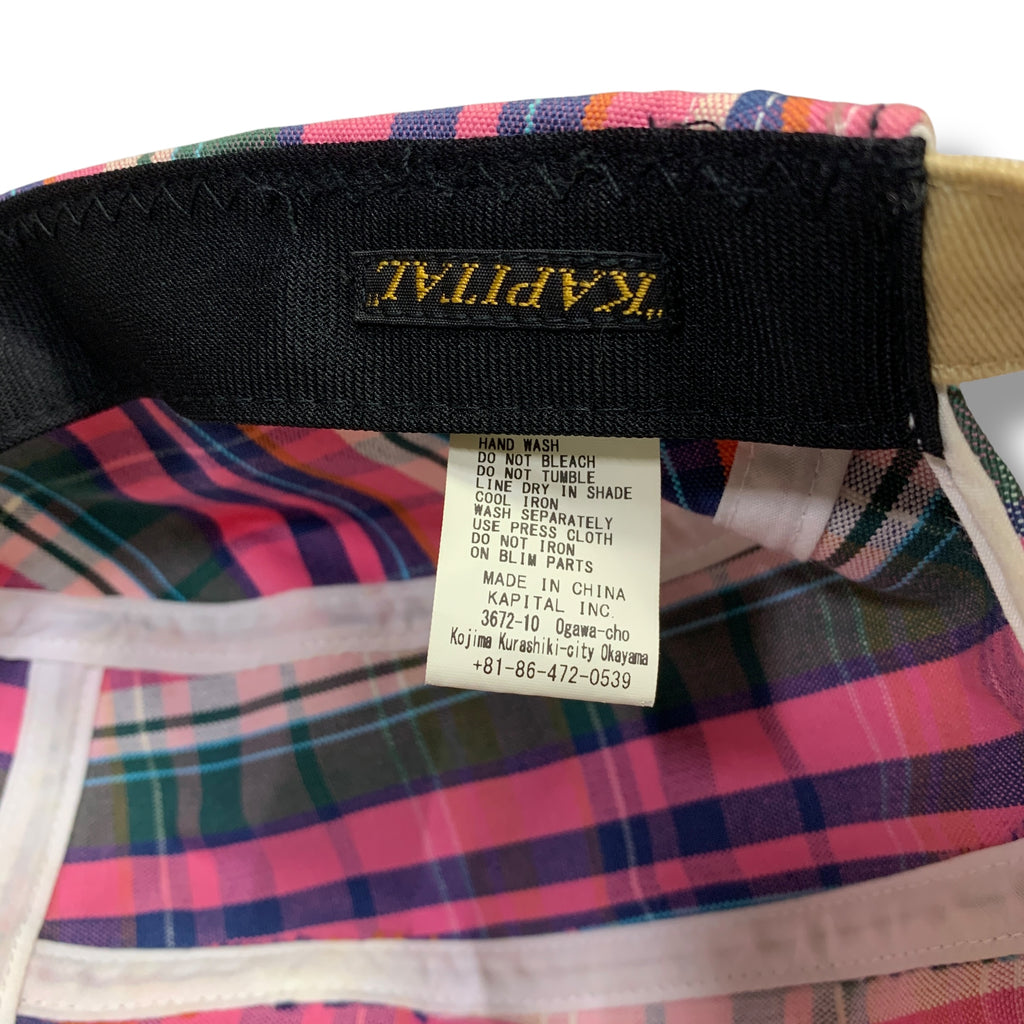 "KAPITAL"
HAND WASH
DO NOT BLEACH
DO NOT TUMBLE
LINE DRY IN SHADE
COOL IRON
WASH SEPARATELY
USE PRESS CLOTH
DO NOT IRON
ON BLIM PARTS
MADE IN CHINA
KAPITAL INC.
3672-10 Ogawa-cho
Kojima Kurashiki-city Okayama
+81-86-472-0539